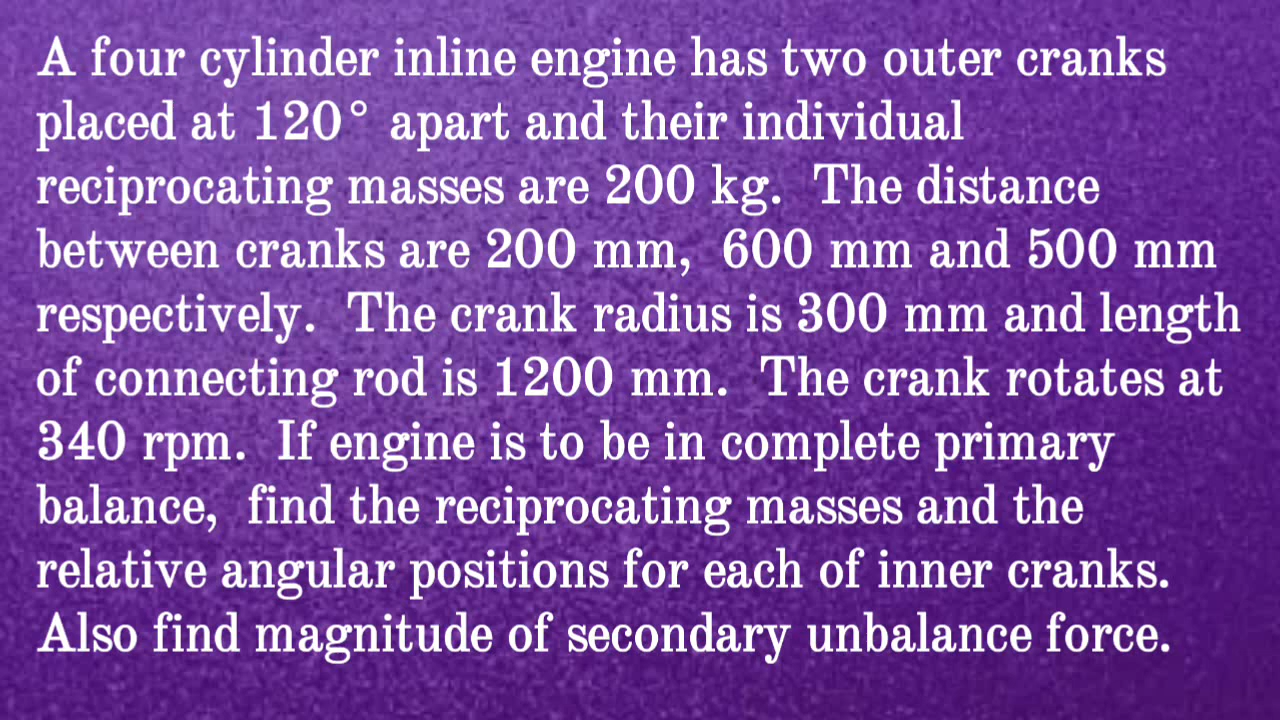 A four cylinder inline engine has two outer cranks
placed at 120° apart and their individual
reciprocating masses are 200 kg. The distance
between cranks are 200 mm, 600 mm and 500 mm
respectively. The crank radius is 300 mm and length
of connecting rod is 1200 mm. The crank rotates at
340 rpm. If engine is to be in complete primary
balance, find the reciprocating masses and the
relative angular positions for each of inner cranks.
Also find magnitude of secondary unbalance force.